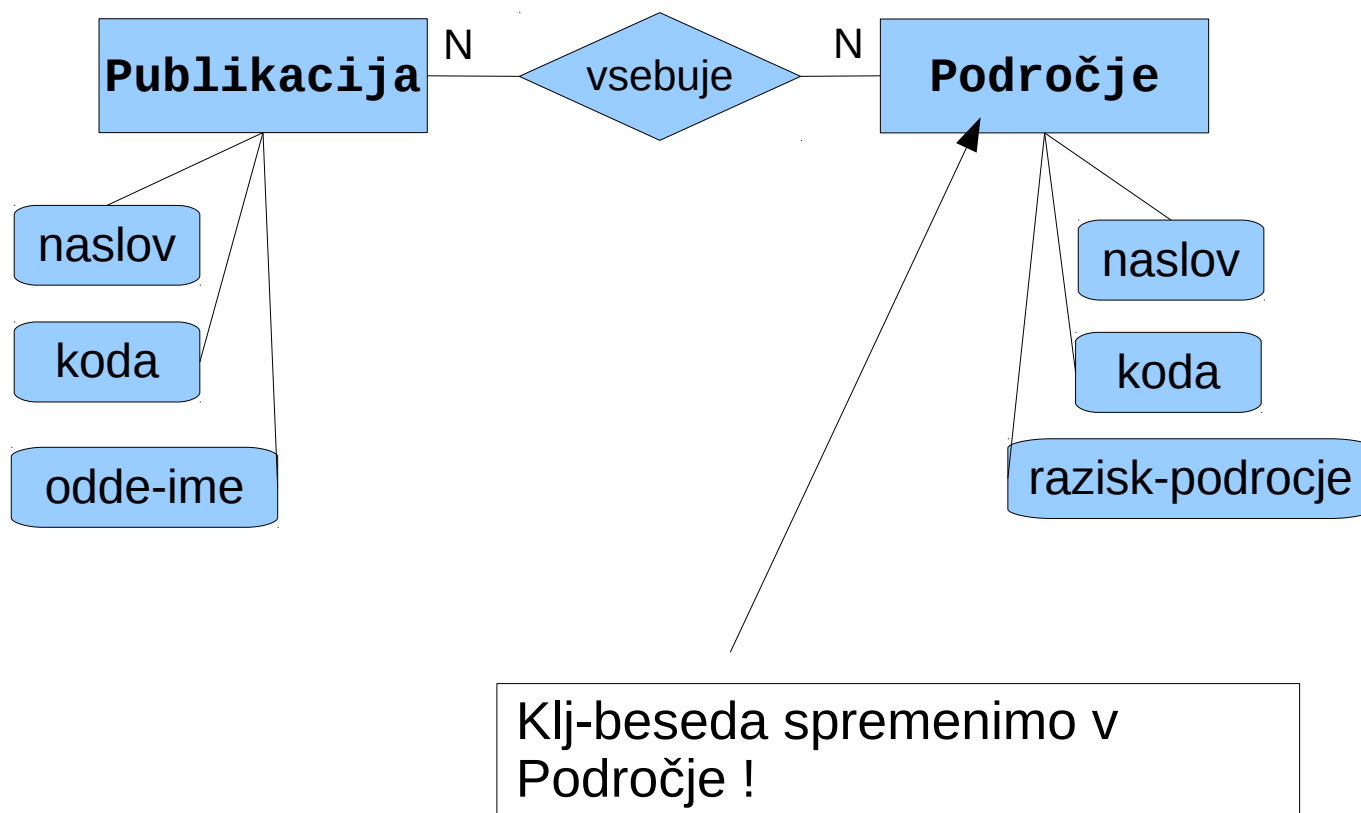 N
N
Publikacija
vsebuje
Področje
naslov
naslov
koda
koda
odde-ime
razisk-podrocje
Klj-beseda spremenimo v
Področje !